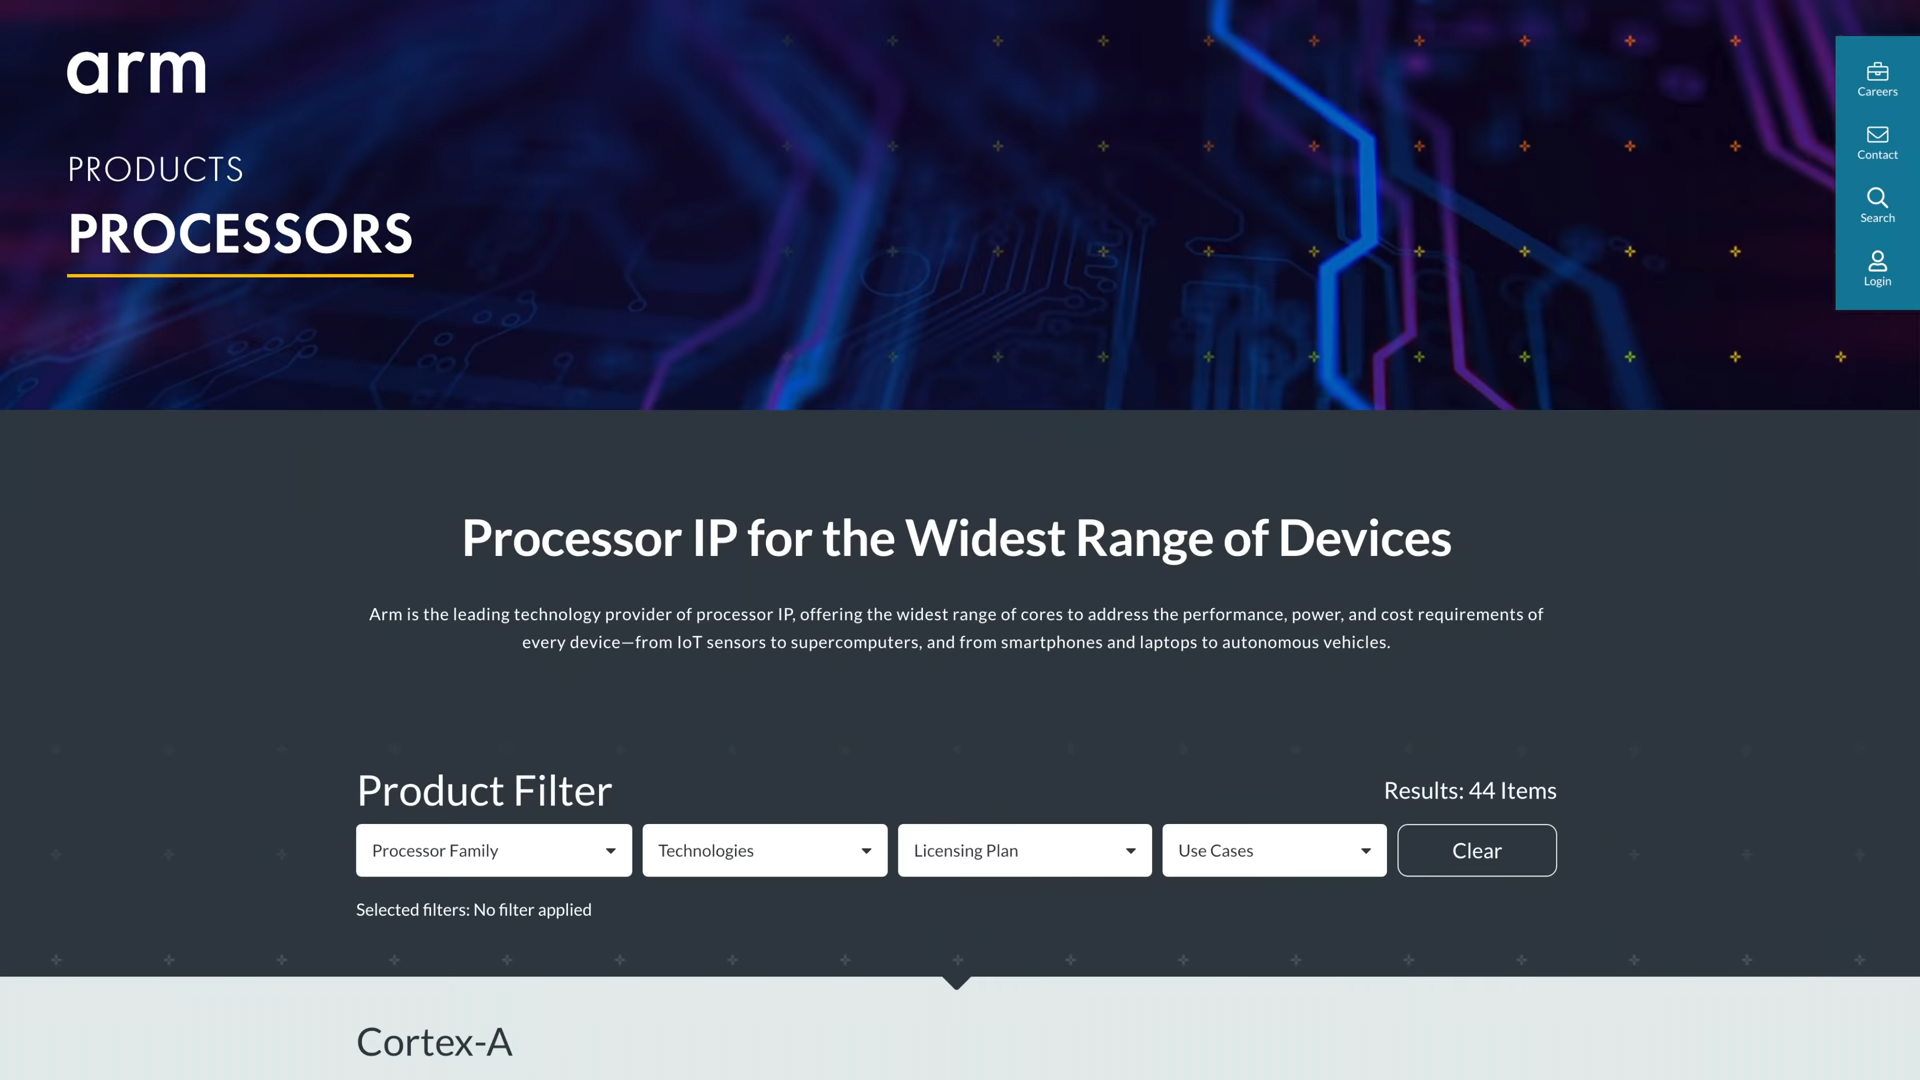 arm
PRODUCTS
PROCESSORS
Careers
Contact
Search
Login
Processor IP for the Widest Range of Devices
Arm is the leading technology provider of processor IP, offering the widest range of cores to address the performance, power, and cost requirements of
every device—from IoT sensors to supercomputers, and from smartphones and laptops to autonomous vehicles.
Product Filter
Results: 44 Items
Processor Family
Technologies
Licensing Plan
Use Cases
Clear
Selected filters: No filter applied
Cortex-A